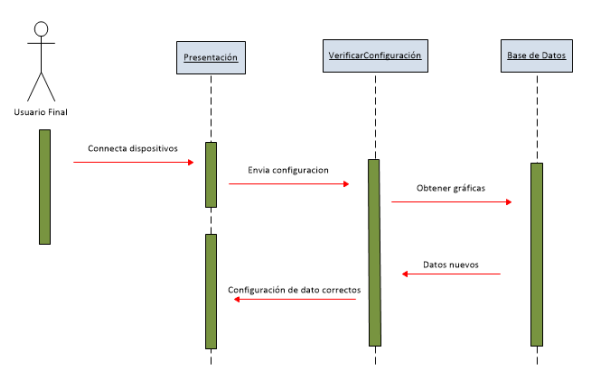 Presentación
VerificarConfiguración
Base de Datos
Usuario Final
Connecta dispositivos
Envia configuracion
Obtener gráficas
Datos nuevos
Configuración de dato correctos